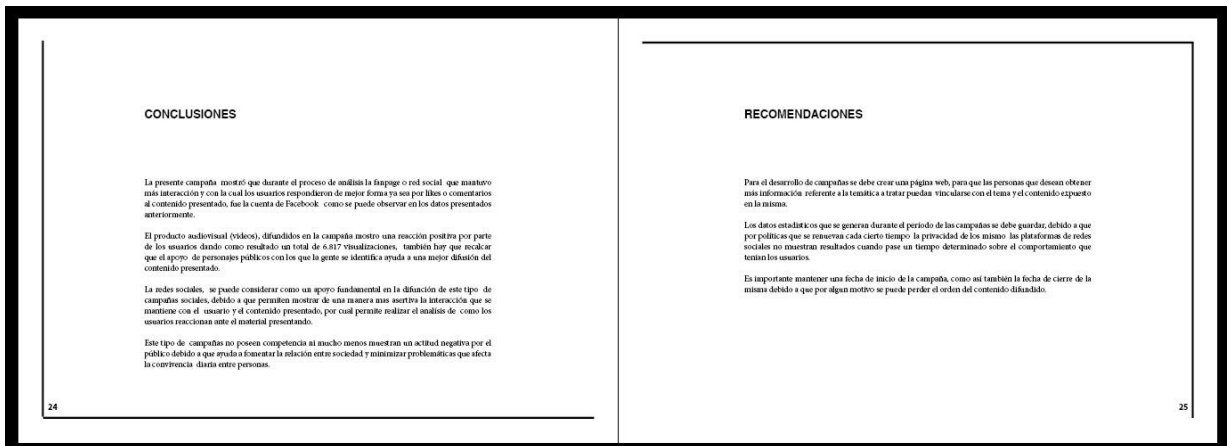 CONCLUSIONES
La presente campaña mostró que durante el proceso de análisis la fanpage o red social que mantuvo
más interacción y con la cual los usuarios respondieron de mejor forma ya sea por likes o comentarios
al contenido presentado, fue la cuenta de Facebook como se puede observar en los datos presentados
anteriormente.
El producto audiovisual (videos), difundidos en la campaña mostro una reacción positiva por parte
de los usuarios dando como resultado un total de 6.817 visualizaciones, también hay que recalcar
que el apoyo de personajes públicos con los que la gente se identifica ayuda a una mejor difusión del
contenido presentado.
La redes sociales, se puede considerar como un apoyo fundamental en la difunción de este tipo de
campañas sociales, debido a que permiten mostrar de una manera mas asertiva la interacción que se
mantiene con el usuario y el contenido presentado, por cual permite realizar el analísis de como los
usuarios reaccionan ante el material presentando.
Este tipo de campañas no poseen competencia ni mucho menos muestran un actitud negativa por el
público debido a que ayuda a fomentar la relación entre sociedad y minimizar problemáticas que afecta
la convivencia diaria entre personas.
24
RECOMENDACIONES
Para el desarrollo de campañas se debe crear una página web, para que las personas que desean obtener
más información referente a la temática a tratar puedan vincularse con el tema y el contenido expuesto
en la misma.
Los datos estadísticos que se generan durante el período de las campañas se debe guardar, debido a que
por políticas que se renuevan cada cierto tiempo la privacidad de los mismo las plataformas de redes
sociales no muestran resultados cuando pase un tiempo determinado sobre el comportamiento que
tenían los usuarios.
Es importante mantener una fecha de inicio de la campaña, como así también la fecha de cierre de la
misma debido a que por algun motivo se puede perder el orden del contenido difundido.
25